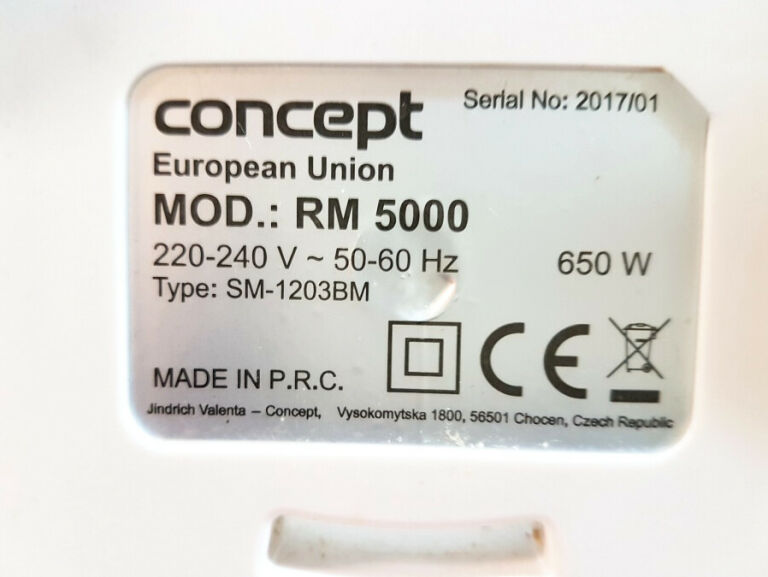 concept
Serial No: 2017/01
European Union
MOD.: RM 5000
220-240 V ~ 50-60 Hz
650 W
Type: SM-1203BM
MADE IN P.R.C.
CE
Jindrich Valenta – Concept, Vysokomytska 1800, 56501 Chocen, Czech Republic